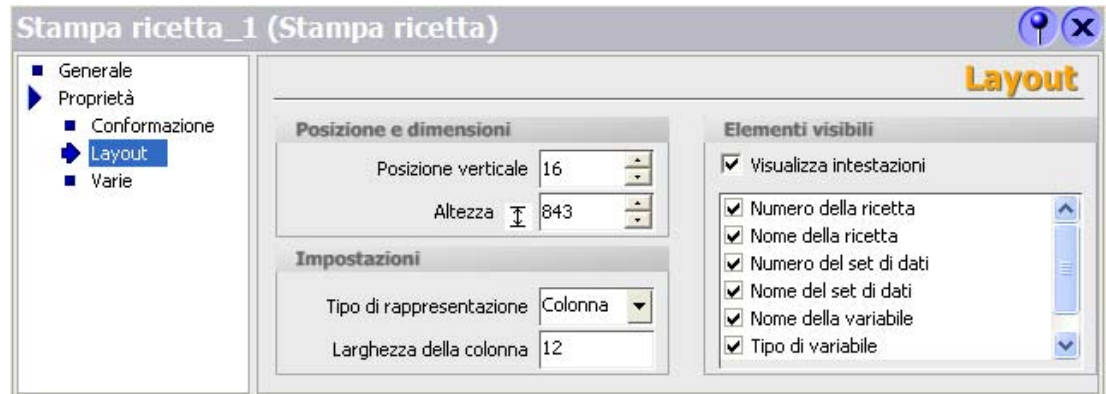 Stampa ricetta_1 (Stampa ricetta)
Generale
Proprietà
Conformazione
Layout
Varie
Layout
Posizione e dimensioni
Posizione verticale 16
Altezza 843
Impostazioni
Tipo di rappresentazione Colonna
Larghezza della colonna 12
Elementi visibili
Visualizza intestazioni
Numero della ricetta
Nome della ricetta
Numero del set di dati
Nome del set di dati
Nome della variabile
Tipo di variabile